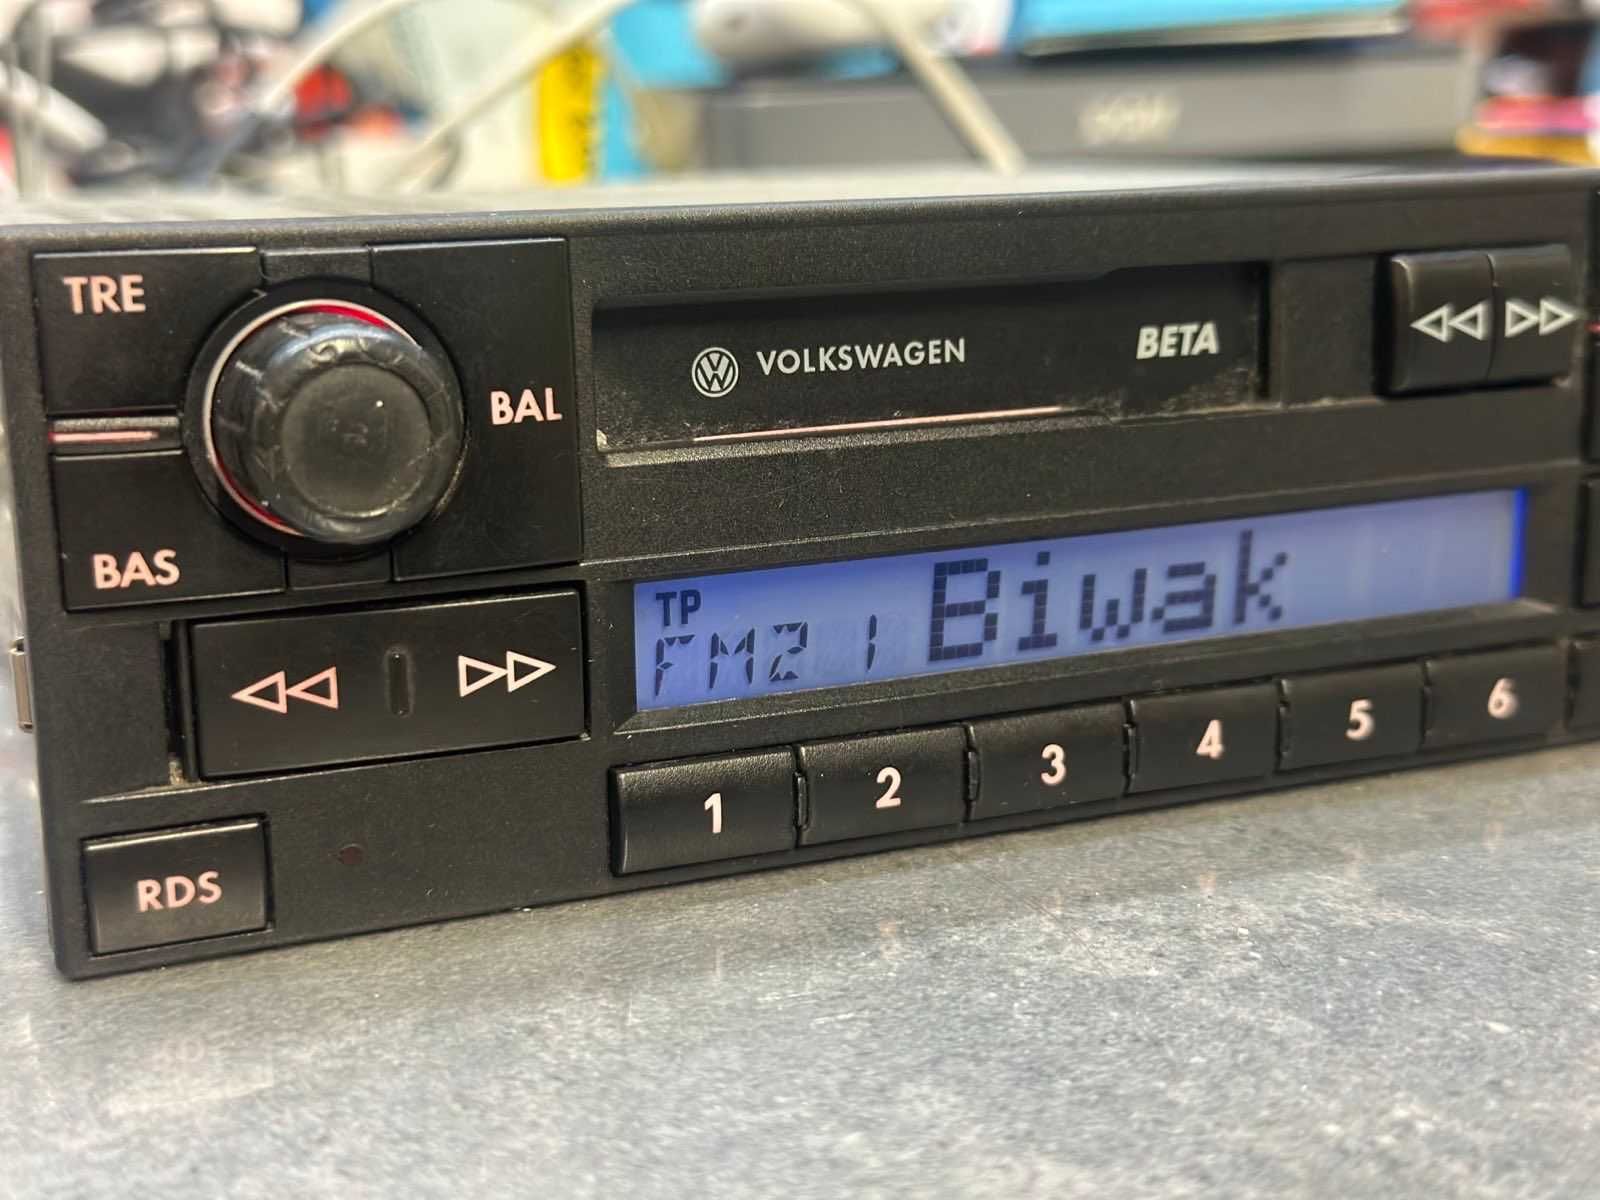 TRE
BAL
BAS
VOLKSWAGEN
BETA
TP
FM2 1
Biwak
1 2 3 4 5 6
RDS